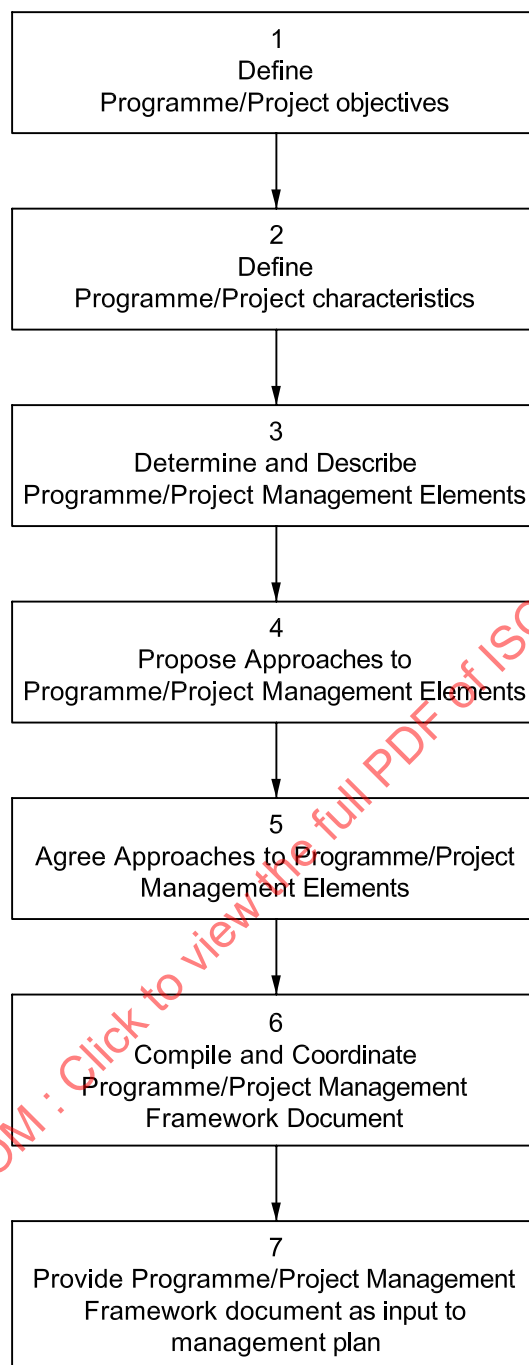 1
Define
Programme/Project objectives
2
Define
Programme/Project characteristics
3
Determine and Describe
Programme/Project Management Elements
4
Propose Approaches to
Programme/Project Management Elements
5
Agree Approaches to Programme/Project
Management Elements
6
Compile and Coordinate
Programme/Project Management
Framework Document
7
Provide Programme/Project Management
Framework document as input to
management plan
: Click to view the full PDF of